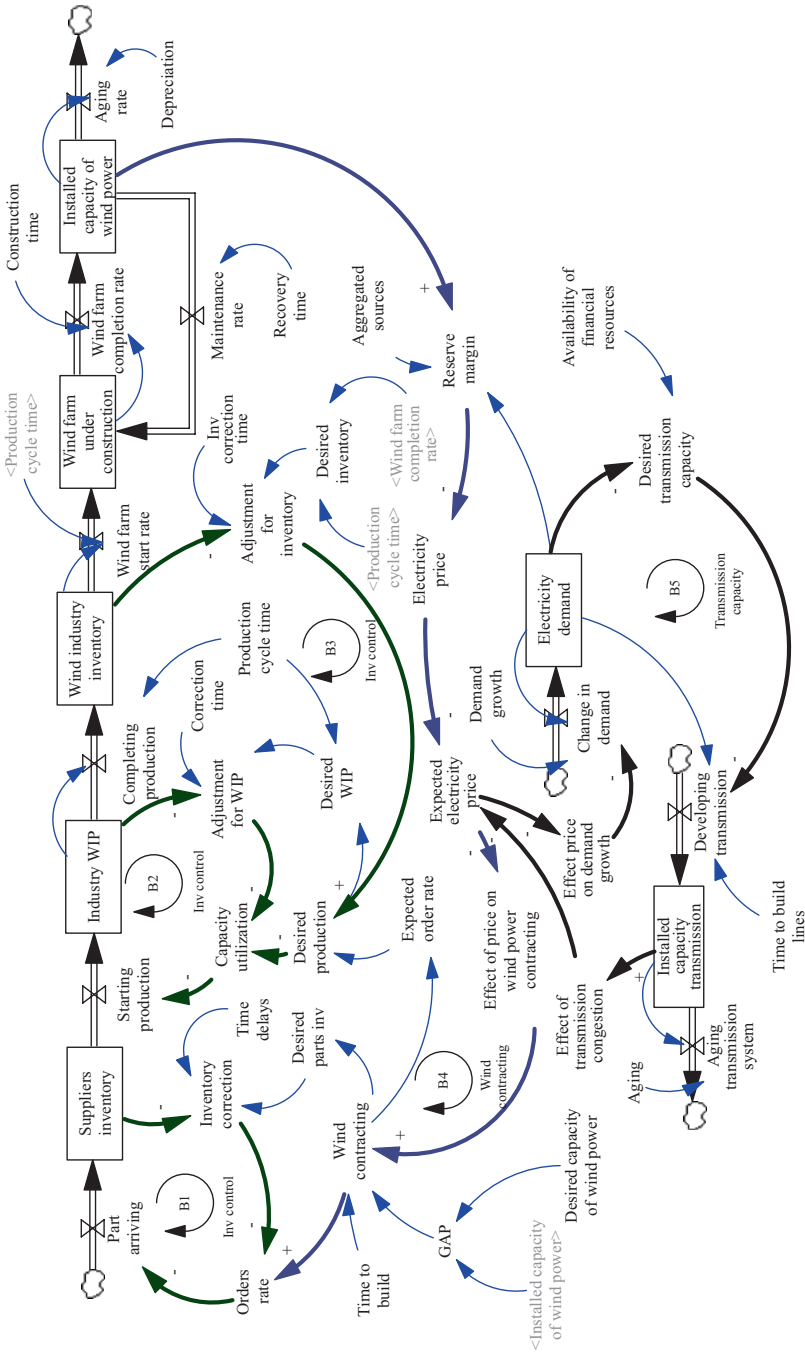 Part
arriving
Suppliers
inventory
Starting
production
Industry WIP
Completing
production
Wind industry
inventory
Wind farm
start rate
<Production
cycle time>
Wind farm
under
construction
Wind farm
completion rate
Construction
time
Installed
capacity of
wind power
Aging
rate
Depreciation
Maintenance
rate
Recovery
time
B1
Inv control
-
-
-
Orders
rate
Inventory
correction
Time
delays
Desired
parts inv
B2
Inv control
-
-
-
-
Capacity
utilization
Adjustment
for WIP
Correction
time
Production
cycle time
Desired
WIP
Desired
production
+
B3
Inv control
-
Adjustment
for
inventory
Inv
correction
time
Desired
inventory
<Production
cycle time>
<Wind farm
completion
rate>
Aggregated
sources
+
Reserve
margin
-
Electricity
price
-
Expected
electricity
price
-
-
Effect of price on
wind power
contracting
Expected
order rate
B4
Wind
contracting
+
Wind
contracting
+
Time to
build
GAP
Desired capacity
of wind power
<Installed capacity
of wind power>
Effect of
transmission
congestion
-
Effect price
on demand
growth
-
Change in
demand
Demand
growth
Electricity
demand
-
Desired
transmission
capacity
Availability of
financial
resources
B5
Transmission
capacity
-
Developing
transmission
Time to build
lines
Installed
capacity
transmission
+
Aging
transmission
system
Aging